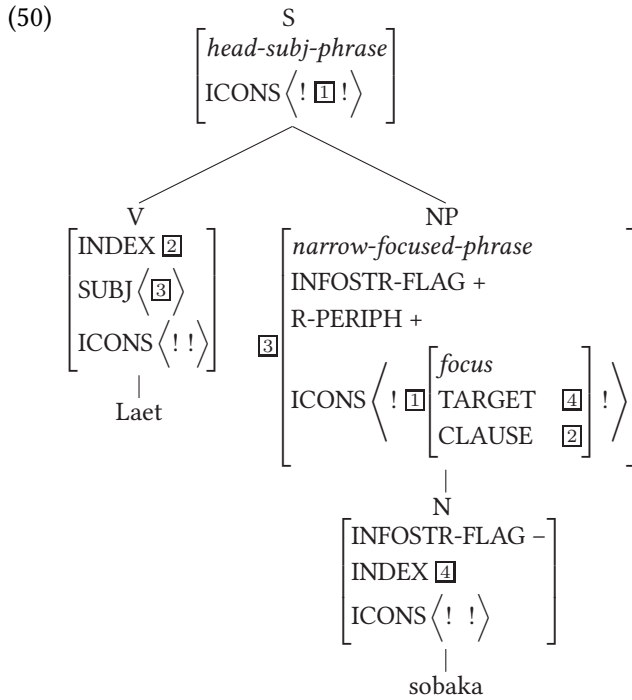 (50)
S
head-subj-phrase
ICONS ⟨ ! 1 ! ⟩
V
INDEX 2
SUBJ ⟨ 3 ⟩
ICONS ⟨ ! ! ⟩
Laet
NP
3
narrow-focused-phrase
INFOSTR-FLAG +
R-PERIPH +
focus
ICONS ⟨ ! 1 TARGET 4 ! ⟩
CLAUSE 2
N
INFOSTR-FLAG –
INDEX 4
ICONS ⟨ ! ! ⟩
sobaka